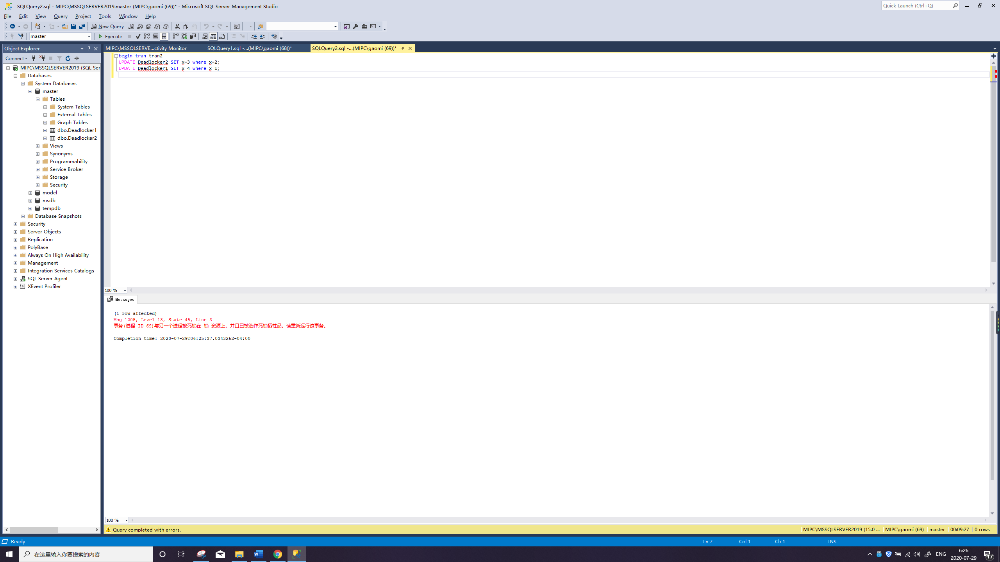 SQLQuery2.sql - MIPC\MSSQLSERVER2019.master (MIPC\gaomi (69))* - Microsoft SQL Server Management Studio
Quick Launch (Ctrl+Q)
File Edit View Query Project Tools Window Help
New Query
MDX DMX XMLA DAX
master
Execute
Object Explorer
Connect
MIPC\MSSQLSERVER2019 (SQL Ser
Databases
System Databases
master
Tables
System Tables
External Tables
Graph Tables
dbo.Deadlocker1
dbo.Deadlocker2
Views
Synonyms
Programmability
Service Broker
Storage
Security
model
msdb
tempdb
Database Snapshots
Security
Server Objects
Replication
PolyBase
Always On High Availability
Management
Integration Services Catalogs
SQL Server Agent
XEvent Profiler
MIPC\MSSQLSERVE...ctivity Monitor
SQLQuery1.sql -...(MIPC\gaomi (68))*
SQLQuery2.sql -...(MIPC\gaomi (69))*
begin tran tran2
UPDATE Deadlocker2 SET x=3 where x=2;
UPDATE Deadlocker1 SET x=4 where x=1;
100 %
Messages
(1 row affected)
Msg 1205, Level 13, State 45, Line 3
事务(进程 ID 69)与另一个进程被死锁在 锁 资源上，并且已被选作死锁牺牲品。请重新运行该事务。
Completion time: 2020-07-29T06:25:37.0343262-04:00
100 %
Query completed with errors.
MIPC\MSSQLSERVER2019 (15.0 ...
MIPC\gaomi (69)
master
00:09:27
0 rows
Ready
Ln 7
Col 1
Ch 1
INS
在这里输入你要搜索的内容
ENG
6:26
2020-07-29
17